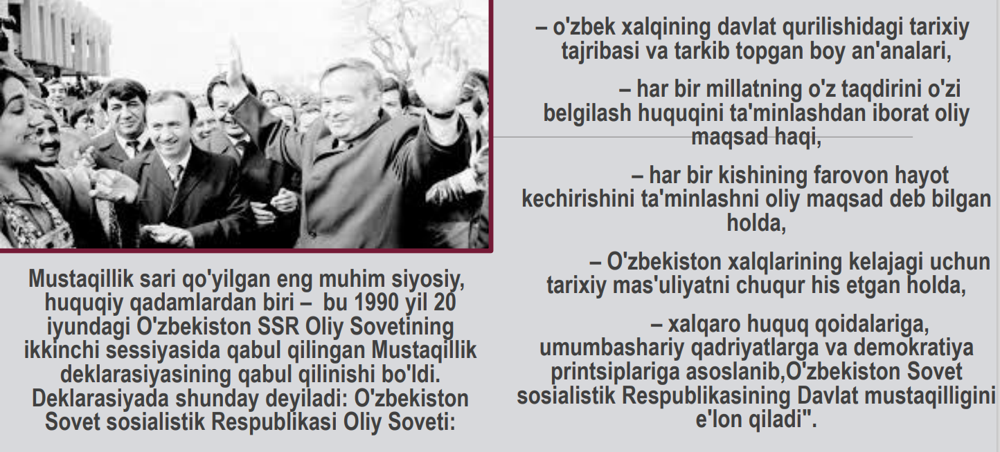 Mustaqillik sari qo'yilgan eng muhim siyosiy,
huquqiy qadamlardan biri – bu 1990 yil 20
iyundagi O'zbekiston SSR Oliy Sovetining
ikkinchi sessiyasida qabul qilingan Mustaqillik
deklarasiyasining qabul qilinishi bo'ldi.
Deklarasiyada shunday deyiladi: O'zbekiston
Sovet sosialistik Respublikasi Oliy Soveti:
– o'zbek xalqining davlat qurilishidagi tarixiy
tajribasi va tarkib topgan boy an'analari,
– har bir millatning o'z taqdirini o'zi
belgilash huquqini ta'minlashdan iborat oliy
maqsad haqi,
– har bir kishining farovon hayot
kechirishini ta'minlashni oliy maqsad deb bilgan
holda,
– O'zbekiston xalqlarining kelajagi uchun
tarixiy mas'uliyatni chuqur his etgan holda,
– xalqaro huquq qoidalariga,
umumbashariy qadriyatlarga va demokratiya
printsiplariga asoslanib,O'zbekiston Sovet
sosialistik Respublikasining Davlat mustaqilligini
e'lon qiladi".